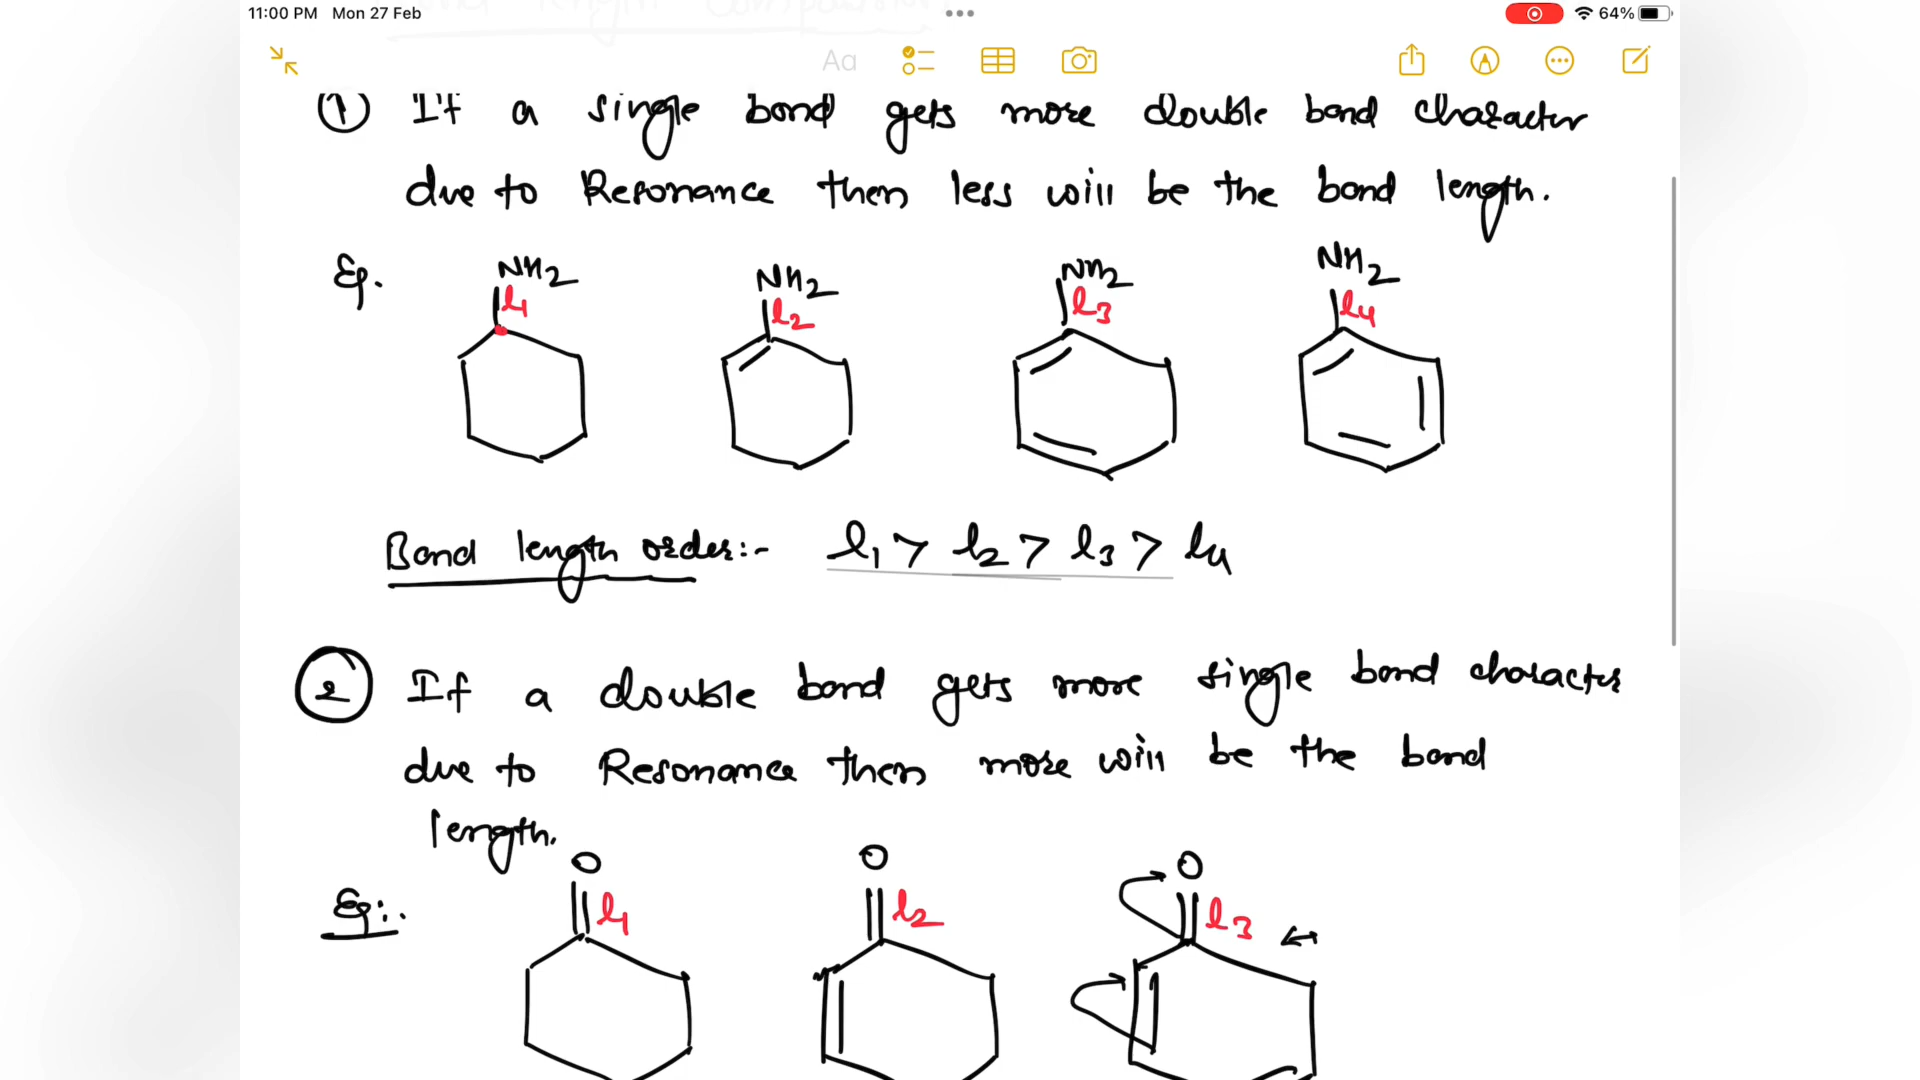 11:00 PM Mon 27 Feb
64%
Aa
① If a single bond gets more double bond character
due to Resonance then less will be the bond length.
Eg. NH2 NH2 NH2 NH2
l1 l2 l3 l4
Bond length order:- l1 > l2 > l3 > l4
② If a double bond gets more single bond character
due to Resonance then more will be the bond
length.
O O O
Eg:. l1 l2 l3 ↔